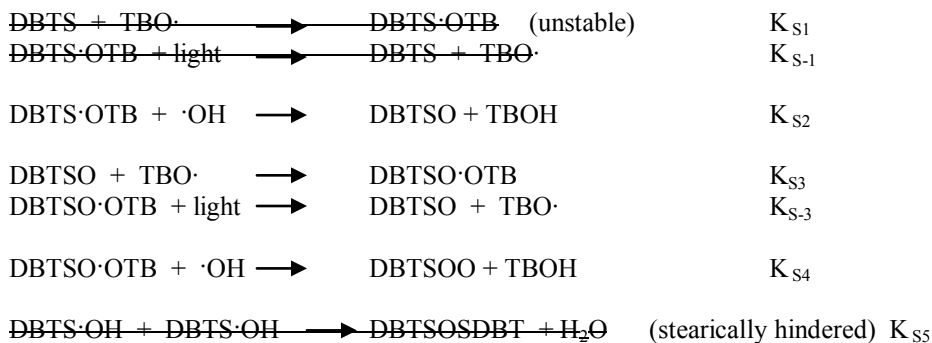 DBTS + TBO· ⟶ DBTS·OTB (unstable) K S1
DBTS·OTB + light ⟶ DBTS + TBO· K S-1
DBTS·OTB + ·OH ⟶ DBTSO + TBOH K S2
DBTSO + TBO· ⟶ DBTSO·OTB K S3
DBTSO·OTB + light ⟶ DBTSO + TBO· K S-3
DBTSO·OTB + ·OH ⟶ DBTSOO + TBOH K S4
DBTS·OH + DBTS·OH ⟶ DBTSOSDBT + H2O (stearically hindered) K S5